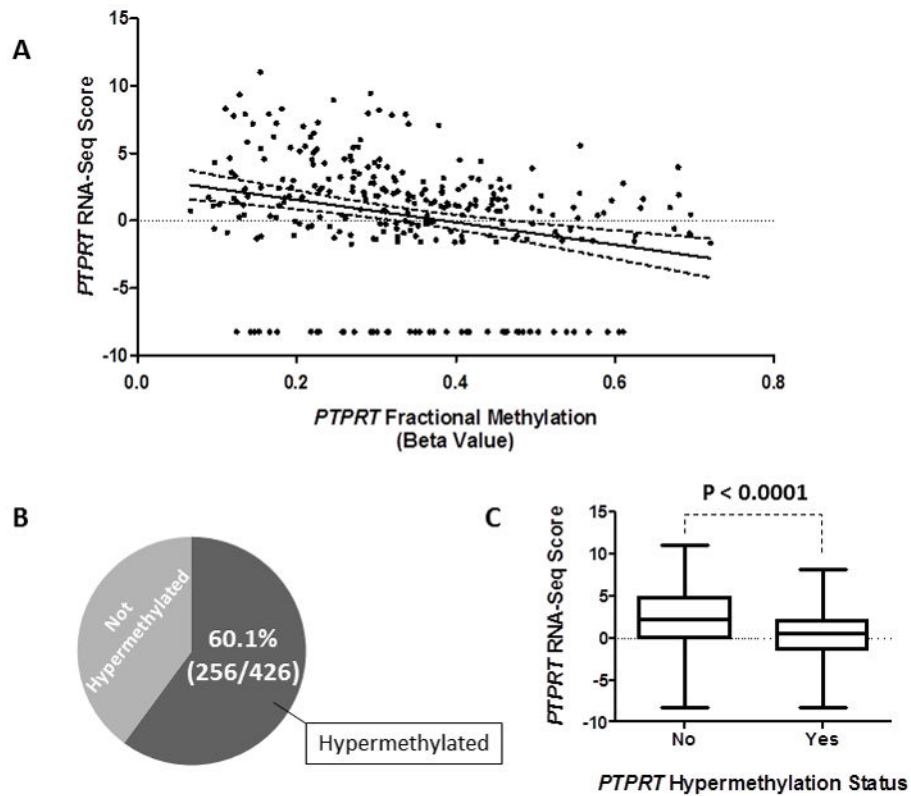 A
15
10
5
0
-5
-10
PTPRT RNA-Seq Score
0.0 0.2 0.4 0.6 0.8
PTPRT Fractional Methylation
(Beta Value)
B
Not
Hypermethylated
60.1%
(256/426)
Hypermethylated
C
P < 0.0001
15
10
5
0
-5
-10
PTPRT RNA-Seq Score
No Yes
PTPRT Hypermethylation Status